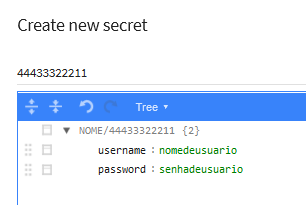 Create new secret
44433322211
Tree
NOME/44433322211 {2}
username : nomedeusuario
password : senhadeusuario